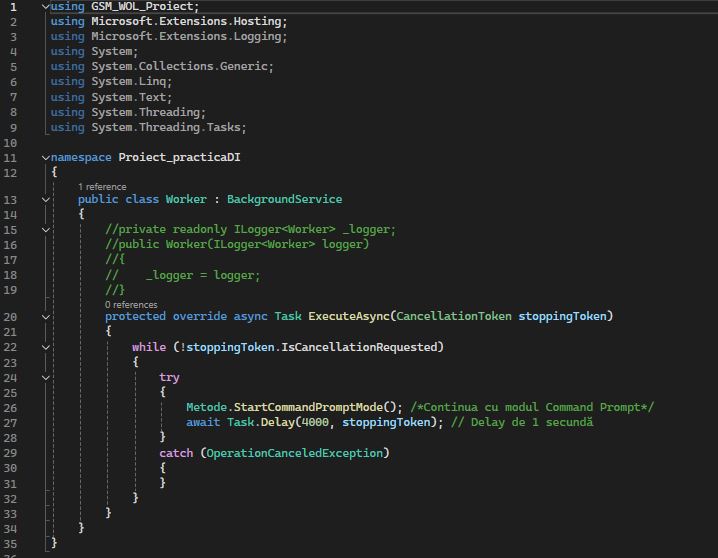 1 using GSM_WOL_Proiect;
2 using Microsoft.Extensions.Hosting;
3 using Microsoft.Extensions.Logging;
4 using System;
5 using System.Collections.Generic;
6 using System.Linq;
7 using System.Text;
8 using System.Threading;
9 using System.Threading.Tasks;
10
11 namespace Proiect_practicaDI
12 {
1 reference
13 public class Worker : BackgroundService
14 {
15 //private readonly ILogger<Worker> _logger;
16 //public Worker(ILogger<Worker> logger)
17 //{
18 //    _logger = logger;
19 //}
0 references
20 protected override async Task ExecuteAsync(CancellationToken stoppingToken)
21 {
22 while (!stoppingToken.IsCancellationRequested)
23 {
24 try
25 {
26 Metode.StartCommandPromptMode(); /*Continua cu modul Command Prompt*/
27 await Task.Delay(4000, stoppingToken); // Delay de 1 secundă
28 }
29 catch (OperationCanceledException)
30 {
31 }
32 }
33 }
34 }
35 }
36